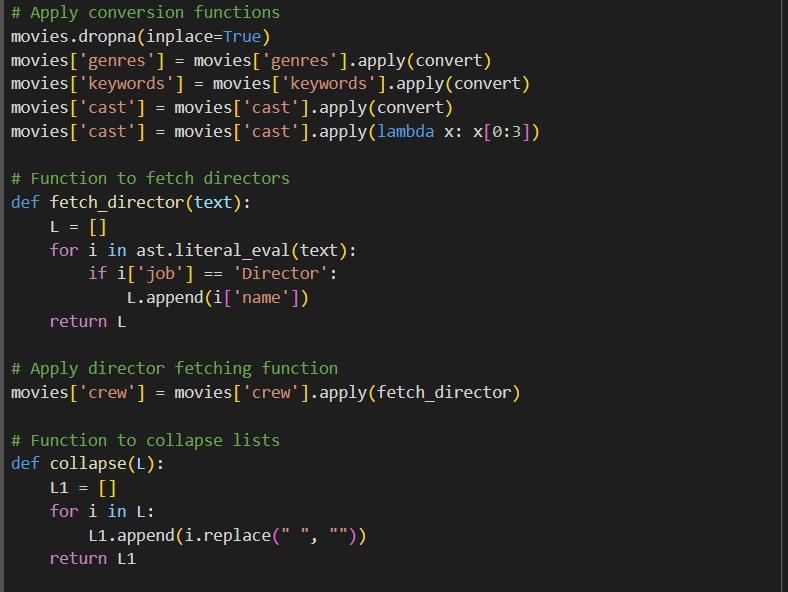 # Apply conversion functions
movies.dropna(inplace=True)
movies['genres'] = movies['genres'].apply(convert)
movies['keywords'] = movies['keywords'].apply(convert)
movies['cast'] = movies['cast'].apply(convert)
movies['cast'] = movies['cast'].apply(lambda x: x[0:3])

# Function to fetch directors
def fetch_director(text):
    L = []
    for i in ast.literal_eval(text):
        if i['job'] == 'Director':
            L.append(i['name'])
    return L

# Apply director fetching function
movies['crew'] = movies['crew'].apply(fetch_director)

# Function to collapse lists
def collapse(L):
    L1 = []
    for i in L:
        L1.append(i.replace(" ", ""))
    return L1